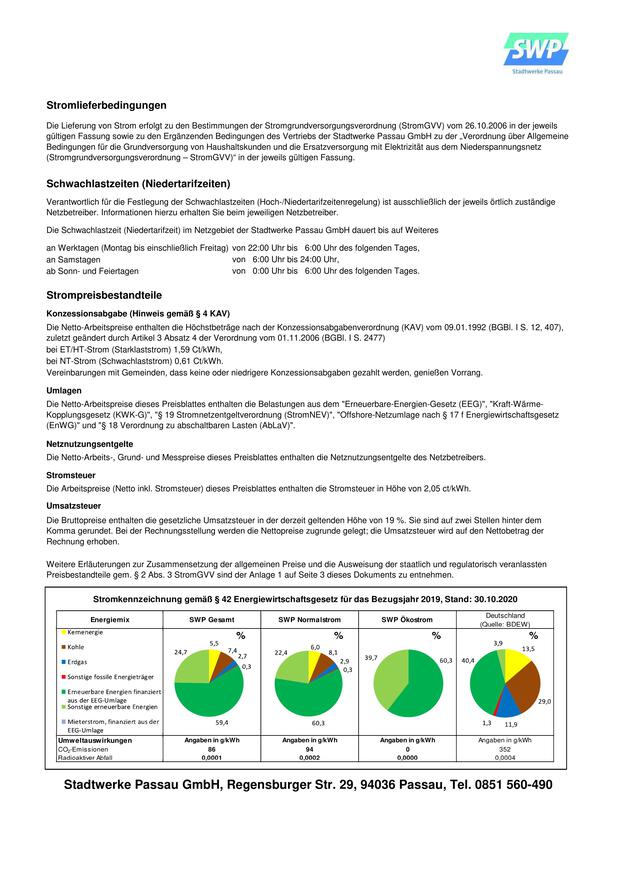 SWP
Stadtwerke Passau
Stromlieferbedingungen
Die Lieferung von Strom erfolgt zu den Bestimmungen der Stromgrundversorgungsverordnung (StromGVV) vom 26.10.2006 in der jeweils
gültigen Fassung sowie zu den Ergänzenden Bedingungen des Vertriebs der Stadtwerke Passau GmbH zu der „Verordnung über Allgemeine
Bedingungen für die Grundversorgung von Haushaltskunden und die Ersatzversorgung mit Elektrizität aus dem Niederspannungsnetz
(Stromgrundversorgungsverordnung – StromGVV)“ in der jeweils gültigen Fassung.
Schwachlastzeiten (Niedertarifzeiten)
Verantwortlich für die Festlegung der Schwachlastzeiten (Hoch-/Niedertarifzeitenregelung) ist ausschließlich der jeweils örtlich zuständige
Netzbetreiber. Informationen hierzu erhalten Sie beim jeweiligen Netzbetreiber.
Die Schwachlastzeit (Niedertarifzeit) im Netzgebiet der Stadtwerke Passau GmbH dauert bis auf Weiteres
an Werktagen (Montag bis einschließlich Freitag) von 22:00 Uhr bis 6:00 Uhr des folgenden Tages,
an Samstagen von 6:00 Uhr bis 24:00 Uhr,
ab Sonn- und Feiertagen von 0:00 Uhr bis 6:00 Uhr des folgenden Tages.
Strompreisbestandteile
Konzessionsabgabe (Hinweis gemäß § 4 KAV)
Die Netto-Arbeitspreise enthalten die Höchstbeträge nach der Konzessionsabgabenverordnung (KAV) vom 09.01.1992 (BGBl. I S. 12, 407),
zuletzt geändert durch Artikel 3 Absatz 4 der Verordnung vom 01.11.2006 (BGBl. I S. 2477)
bei ET/HT-Strom (Starklaststrom) 1,59 Ct/kWh,
bei NT-Strom (Schwachlaststrom) 0,61 Ct/kWh.
Vereinbarungen mit Gemeinden, dass keine oder niedrigere Konzessionsabgaben gezahlt werden, genießen Vorrang.
Umlagen
Die Netto-Arbeitspreise dieses Preisblattes enthalten die Belastungen aus dem "Erneuerbare-Energien-Gesetz (EEG)", "Kraft-Wärme-
Kopplungsgesetz (KWK-G)", "§ 19 Stromnetzentgeltverordnung (StromNEV)", "Offshore-Netzumlage nach § 17 f Energiewirtschaftsgesetz
(EnWG)" und "§ 18 Verordnung zu abschaltbaren Lasten (AbLaV)".
Netznutzungsentgelte
Die Netto-Arbeits-, Grund- und Messpreise dieses Preisblattes enthalten die Netznutzungsentgelte des Netzbetreibers.
Stromsteuer
Die Arbeitspreise (Netto inkl. Stromsteuer) dieses Preisblattes enthalten die Stromsteuer in Höhe von 2,05 ct/kWh.
Umsatzsteuer
Die Bruttopreise enthalten die gesetzliche Umsatzsteuer in der derzeit geltenden Höhe von 19 %. Sie sind auf zwei Stellen hinter dem
Komma gerundet. Bei der Rechnungsstellung werden die Nettopreise zugrunde gelegt; die Umsatzsteuer wird auf den Nettobetrag der
Rechnung erhoben.
Weitere Erläuterungen zur Zusammensetzung der allgemeinen Preise und die Ausweisung der staatlich und regulatorisch veranlassten
Preisbestandteile gem. § 2 Abs. 3 StromGVV sind der Anlage 1 auf Seite 3 dieses Dokuments zu entnehmen.
Stromkennzeichnung gemäß § 42 Energiewirtschaftsgesetz für das Bezugsjahr 2019, Stand: 30.10.2020
Energiemix SWP Gesamt SWP Normalstrom SWP Ökostrom Deutschland
(Quelle: BDEW)
Kernenergie
Kohle
Erdgas
Sonstige fossile Energieträger
Erneuerbare Energien finanziert
aus der EEG-Umlage
Sonstige erneuerbare Energien
Mieterstrom, finanziert aus der
EEG-Umlage
%
5,5
7,4
2,7
0,3
59,4
24,7
%
6,0
8,1
2,9
0,3
60,3
22,4
%
60,3
39,7
%
13,5
29,0
11,9
1,3
40,4
3,9
Umweltauswirkungen Angaben in g/kWh Angaben in g/kWh Angaben in g/kWh Angaben in g/kWh
CO2-Emissionen 86 94 0 352
Radioaktiver Abfall 0,0001 0,0002 0,0000 0,0004
Stadtwerke Passau GmbH, Regensburger Str. 29, 94036 Passau, Tel. 0851 560-490